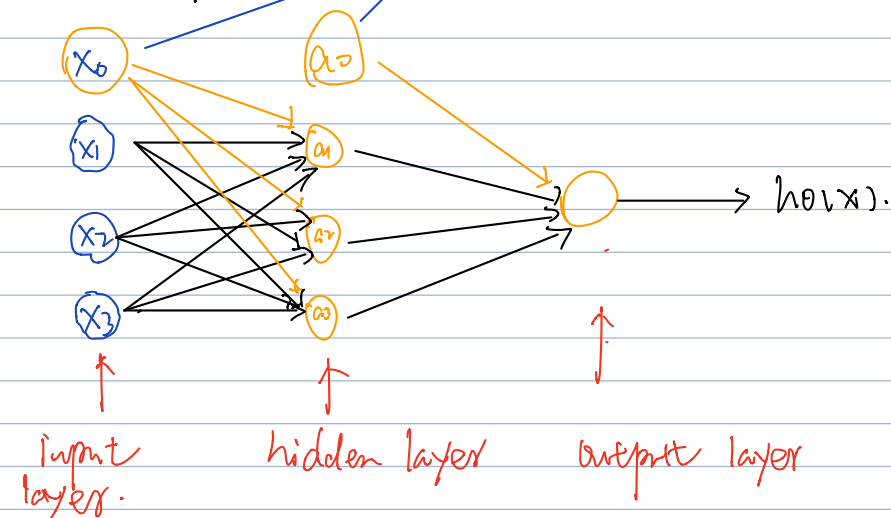 x0
a0
x1
a1
hθ(x).
x2
a2
x3
a3
input
layer.
hidden layer
output layer